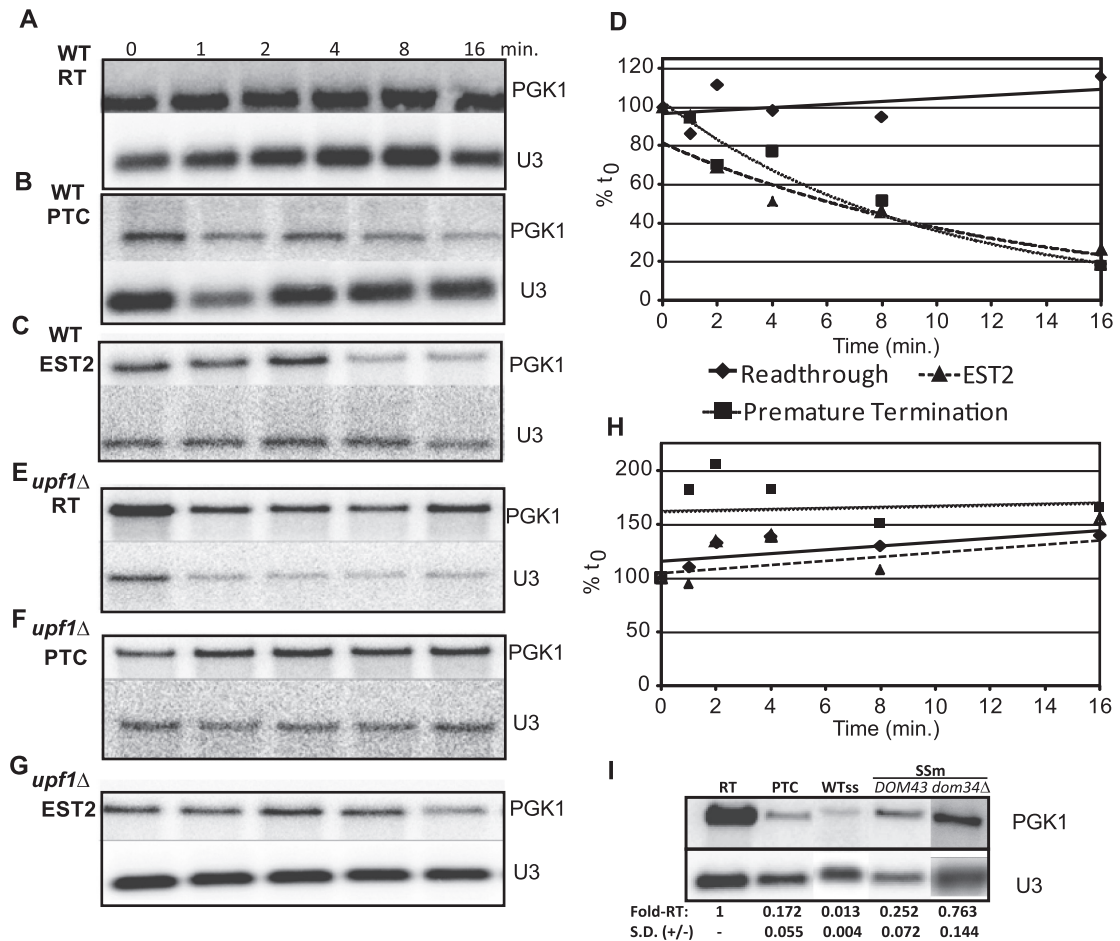 A
WT
RT
0 1 2 4 8 16 min.
PGK1
U3
B
WT
PTC
PGK1
U3
C
WT
EST2
PGK1
U3
E
upf1Δ
RT
PGK1
U3
F
upf1Δ
PTC
PGK1
U3
G
upf1Δ
EST2
PGK1
U3
D
120
100
80
60
40
20
0
% t0
0 2 4 6 8 10 12 14 16
Time (min.)
Readthrough
EST2
Premature Termination
H
200
150
100
50
0
% t0
0 2 4 6 8 10 12 14 16
Time (min.)
I
SSm
RT PTC WTss DOM43 dom34Δ
PGK1
U3
Fold-RT: 1 0.172 0.013 0.252 0.763
S.D. (+/-) - 0.055 0.004 0.072 0.144